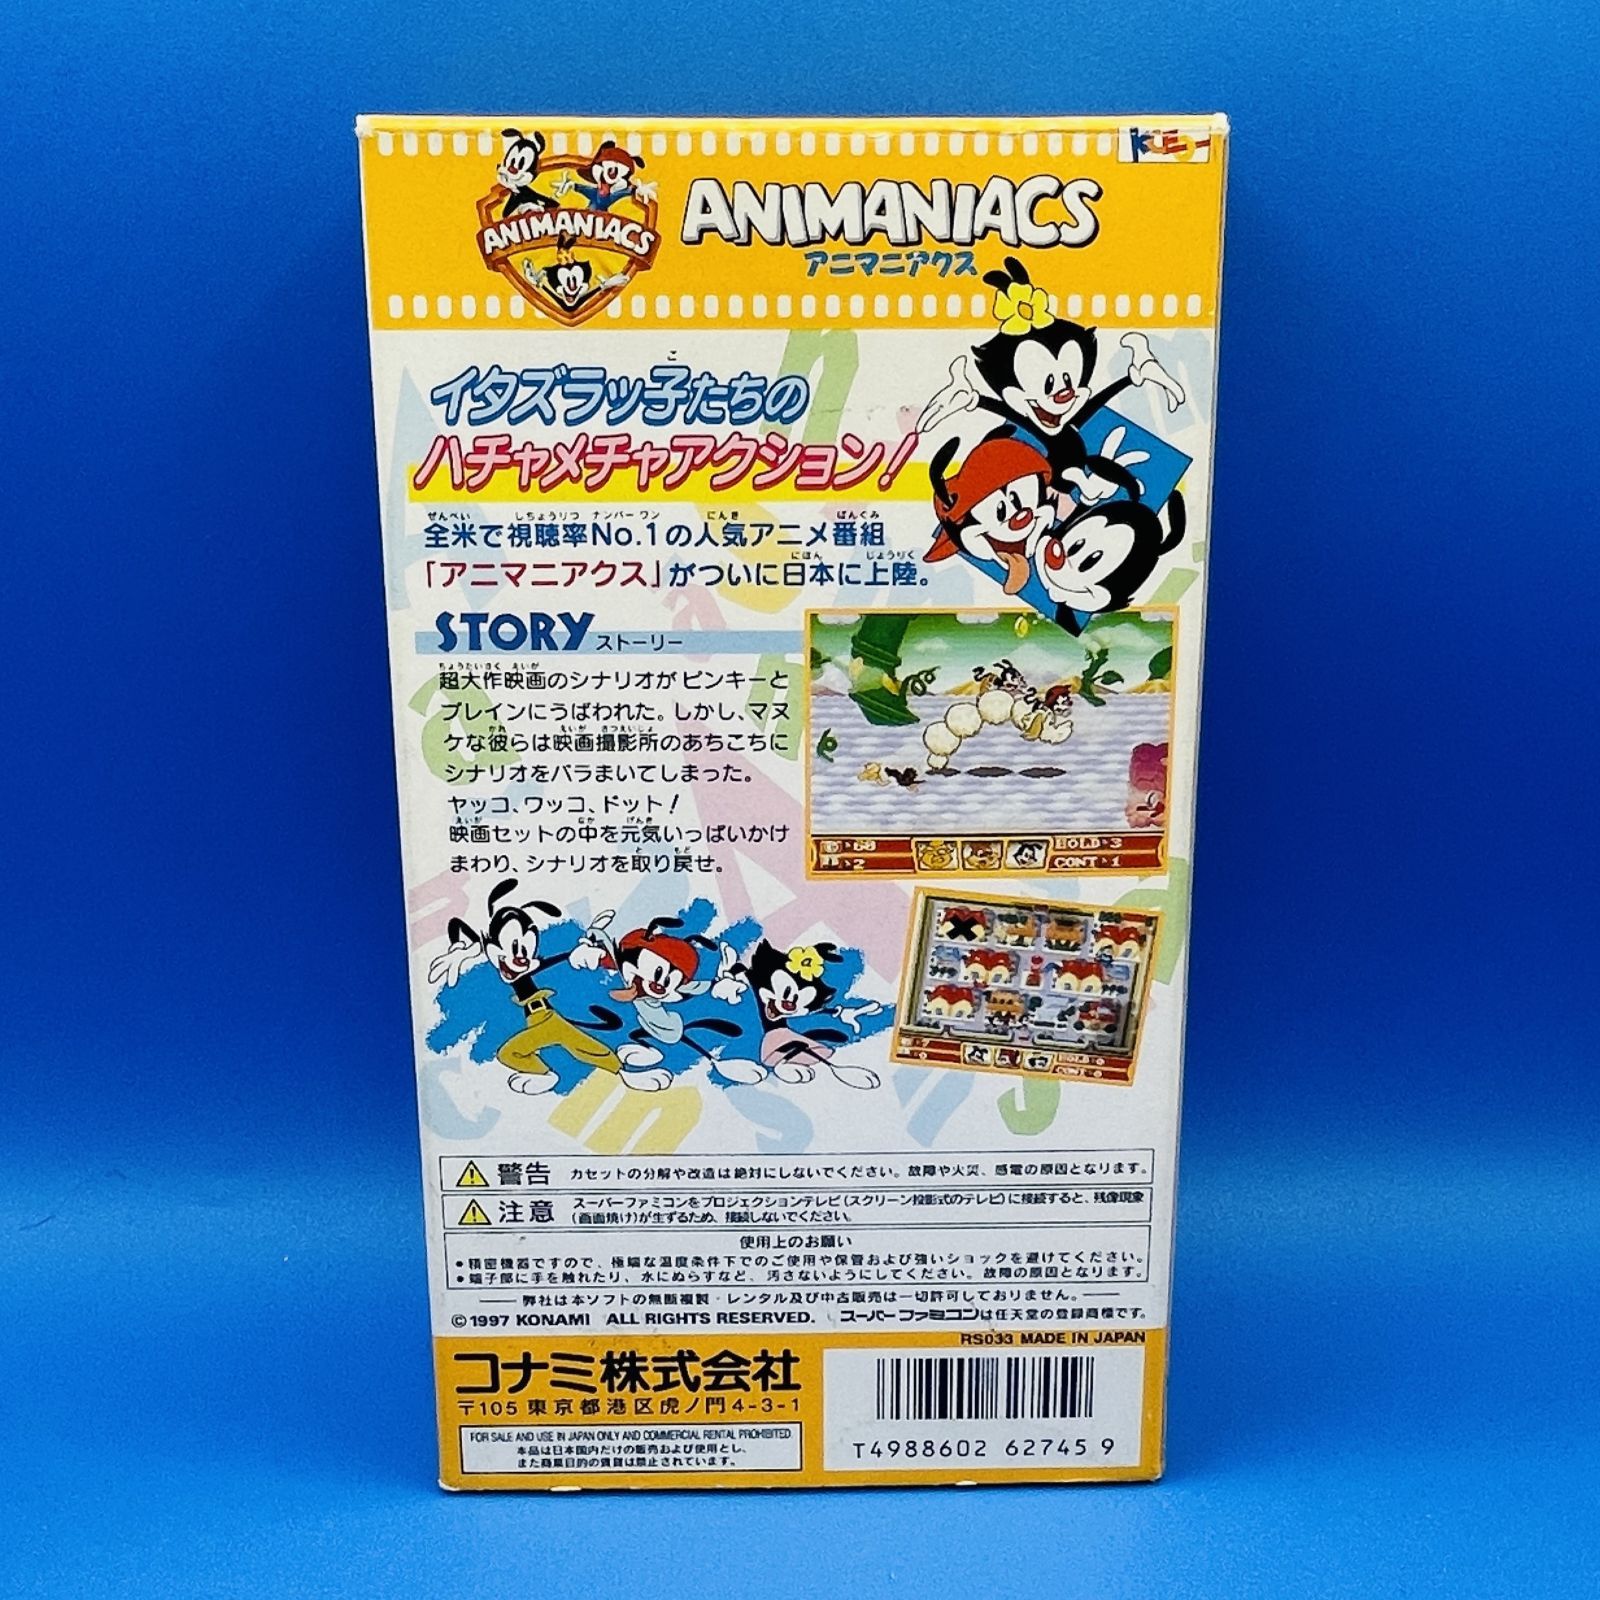 ANIMANIACS
ANIMANIACS
アニマニアクス
イタズラッ子たちの
ハチャメチャアクション!
全米で視聴率No.1の人気アニメ番組
「アニマニアクス」がついに日本に上陸。
STORY ストーリー
超大作映画のシナリオがピンキーと
ブレインにうばわれた。しかし、マヌ
ケな彼らは映画撮影所のあちこちに
シナリオをバラまいてしまった。
ヤッコ、ワッコ、ドット!
映画セットの中を元気いっぱいかけ
まわり、シナリオを取り戻せ。
HOLD 3
CONT 1
警告 カセットの分解や改造は絶対にしないでください。故障や火災、感電の原因となります。
注意 スーパーファミコンをプロジェクションテレビ(スクリーン投影式のテレビ)に接続すると、残像現象
(画面焼け)が生ずるため、接続しないでください。
使用上のお願い
●精密機器ですので、極端な温度条件下でのご使用や保管および強いショックを避けてください。
●端子部に手を触れたり、水にぬらすなど、汚さないようにしてください。故障の原因となります。
弊社は本ソフトの無断複製・レンタル及び中古販売は一切許可しておりません。
©1997 KONAMI ALL RIGHTS RESERVED. スーパーファミコンは任天堂の登録商標です。
RS033 MADE IN JAPAN
コナミ株式会社
〒105 東京都港区虎ノ門4-3-1
FOR SALE AND USE IN JAPAN ONLY AND COMMERCIAL RENTAL PROHIBITED.
本品は日本国内だけの販売および使用とし、
また商業目的の賃貸は禁止されています。
T4988602 62745 9